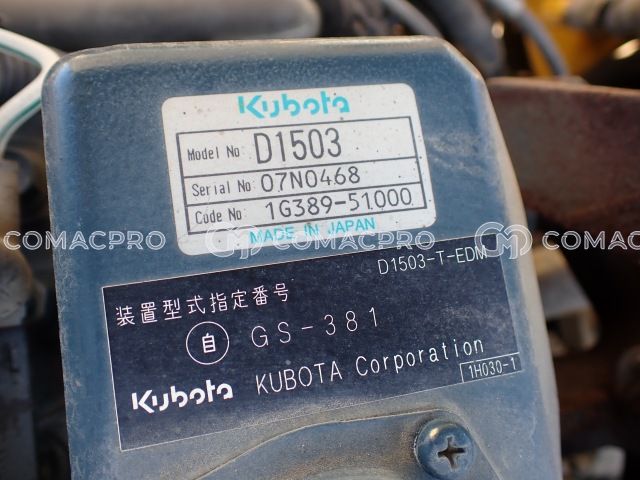 Kubota
Model No D1503
Serial No 07N0468
Code No 1G389-51000
MADE IN JAPAN
COMACPRO COMACPRO COMACPRO
D1503-T-EDM
装置型式指定番号
自 GS-381
Kubota KUBOTA Corporation
1H030-1